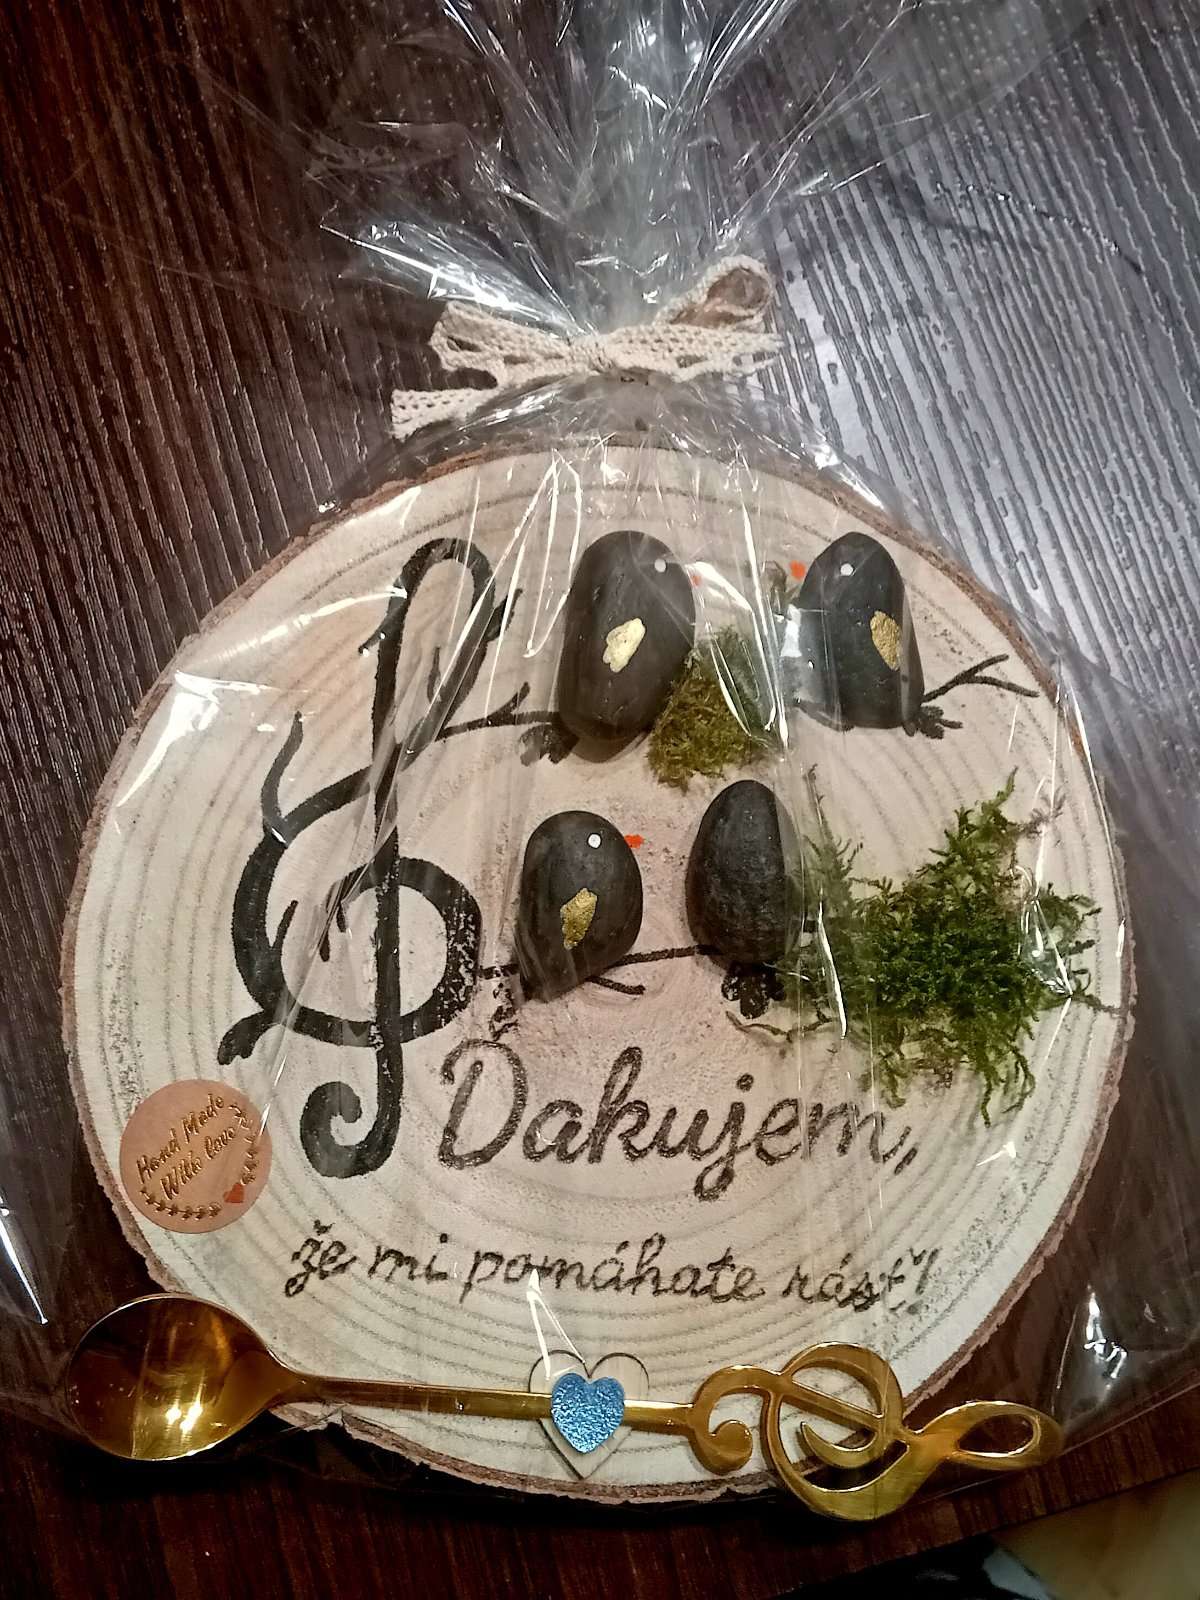 Ďakujem,
že mi pomáhate rásť!
Hand Made
With love